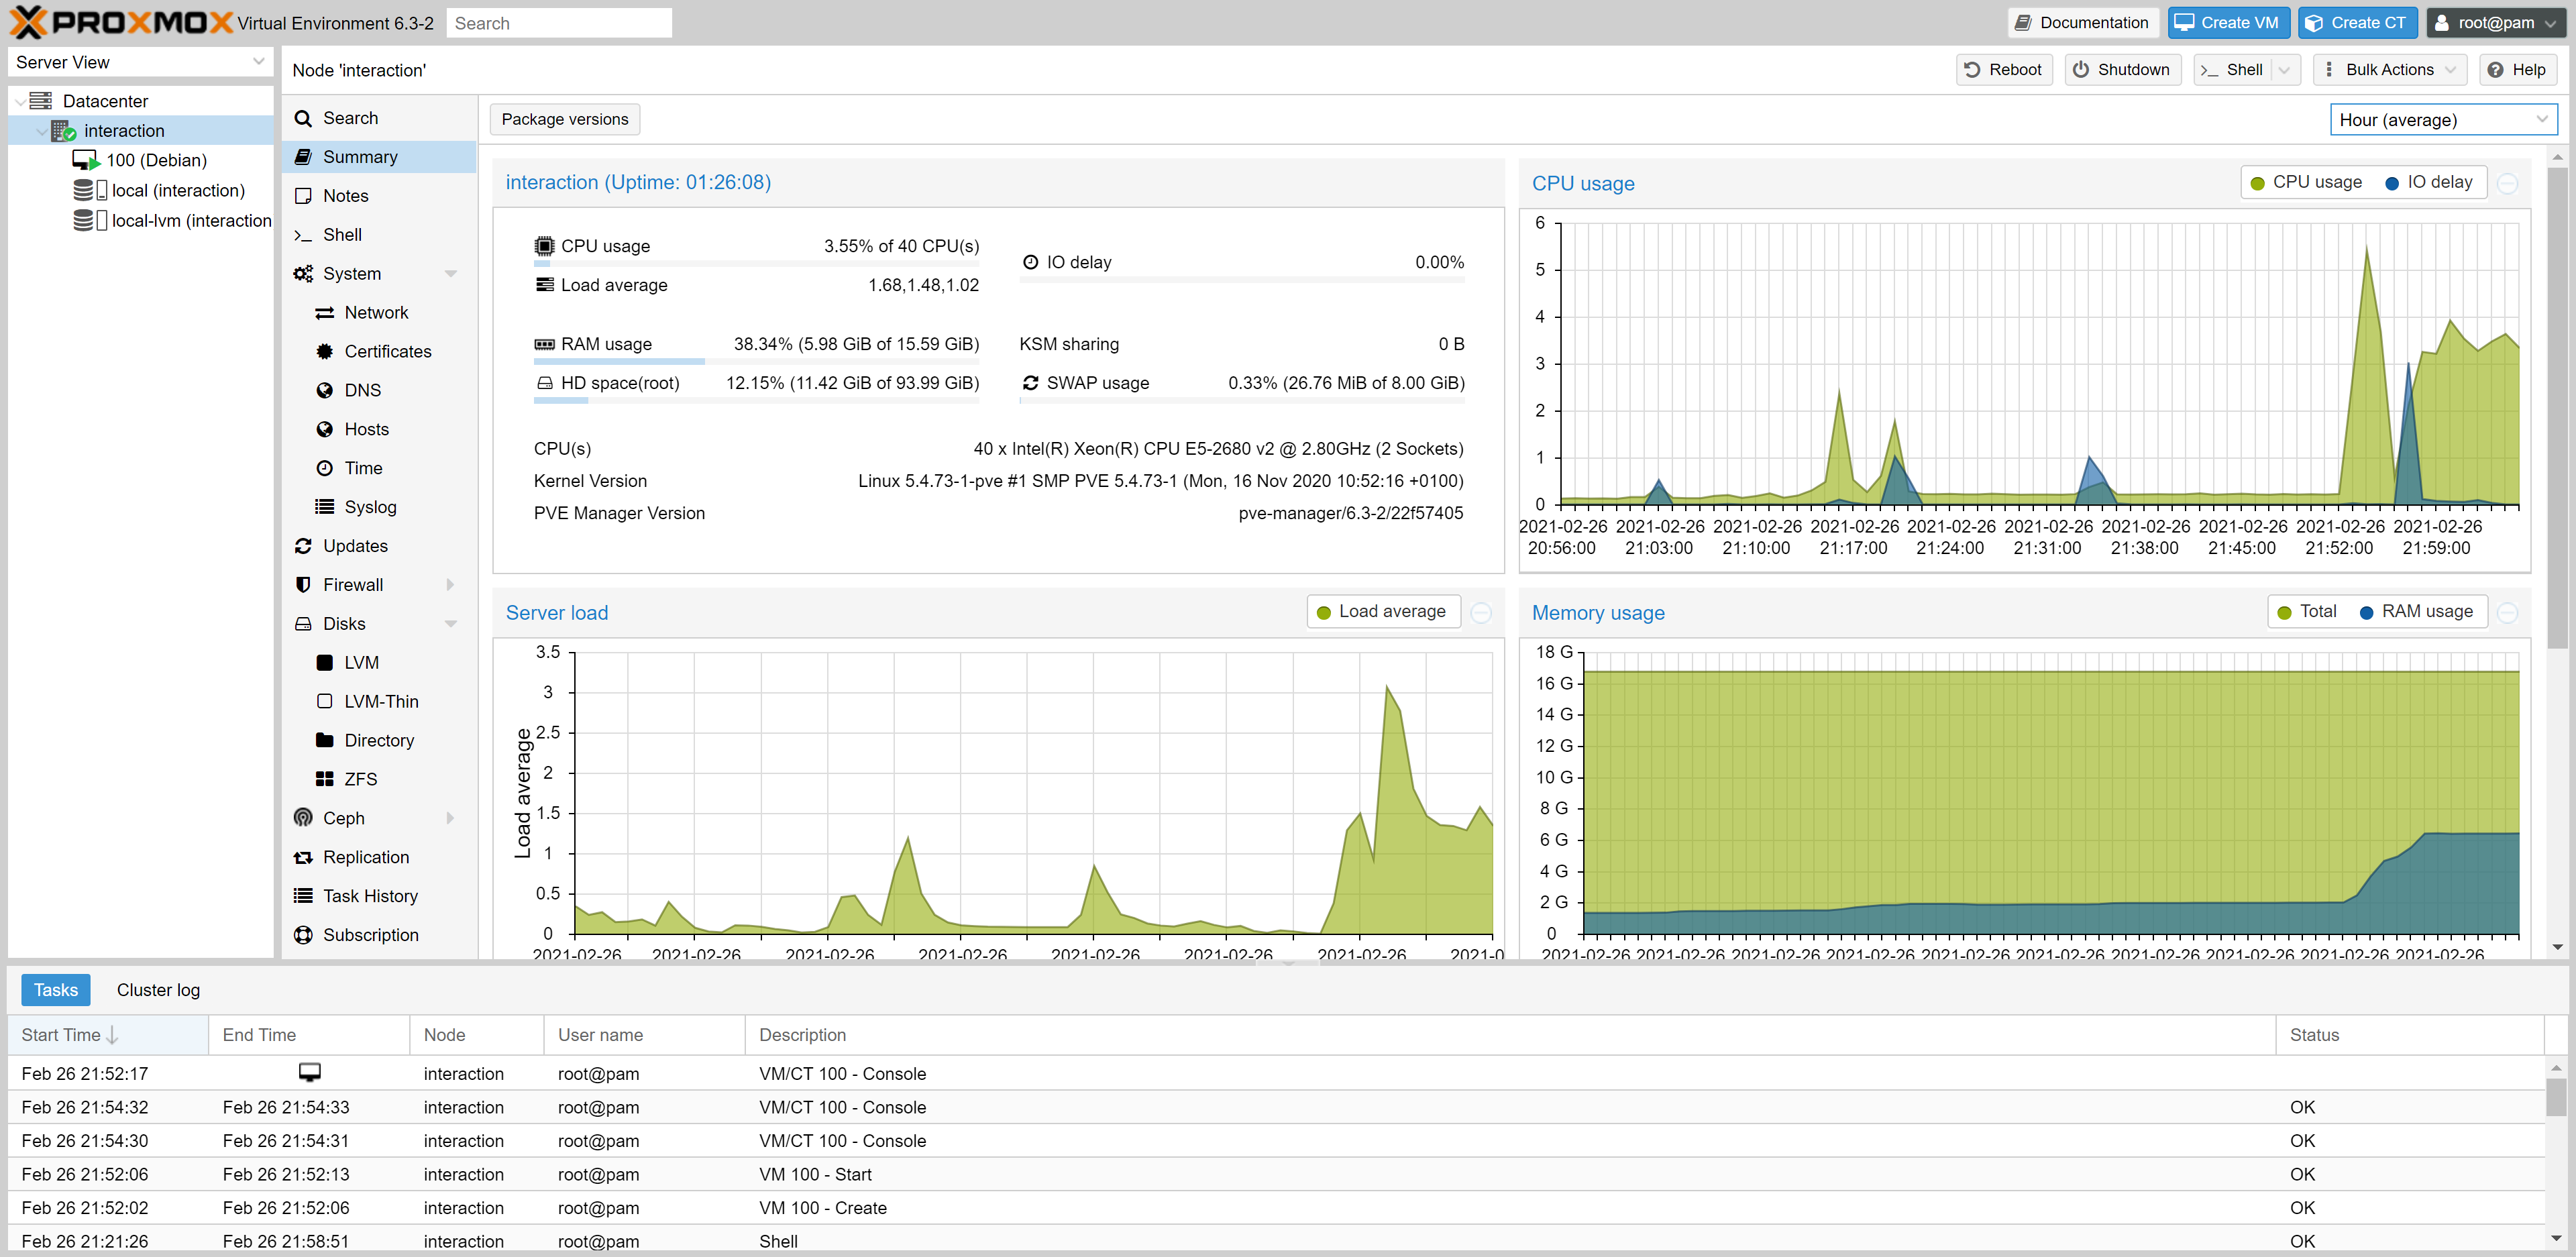 PROXMOX Virtual Environment 6.3-2 Search Documentation Create VM Create CT root@pam
Server View
Datacenter
interaction
100 (Debian)
local (interaction)
local-lvm (interaction
Node 'interaction' Reboot Shutdown Shell Bulk Actions Help
Search
Summary
Notes
Shell
System
Network
Certificates
DNS
Hosts
Time
Syslog
Updates
Firewall
Disks
LVM
LVM-Thin
Directory
ZFS
Ceph
Replication
Task History
Subscription
Package versions Hour (average)
interaction (Uptime: 01:26:08)
CPU usage 3.55% of 40 CPU(s)
IO delay 0.00%
Load average 1.68,1.48,1.02
RAM usage 38.34% (5.98 GiB of 15.59 GiB) KSM sharing 0 B
HD space(root) 12.15% (11.42 GiB of 93.99 GiB) SWAP usage 0.33% (26.76 MiB of 8.00 GiB)
CPU(s) 40 x Intel(R) Xeon(R) CPU E5-2680 v2 @ 2.80GHz (2 Sockets)
Kernel Version Linux 5.4.73-1-pve #1 SMP PVE 5.4.73-1 (Mon, 16 Nov 2020 10:52:16 +0100)
PVE Manager Version pve-manager/6.3-2/22f57405
CPU usage CPU usage IO delay
6
5
4
3
2
1
0
2021-02-26 2021-02-26 2021-02-26 2021-02-26 2021-02-26 2021-02-26 2021-02-26 2021-02-26 2021-02-26 2021-02-26
20:56:00 21:03:00 21:10:00 21:17:00 21:24:00 21:31:00 21:38:00 21:45:00 21:52:00 21:59:00
Server load Load average
Load average
3.5
3
2.5
2
1.5
1
0.5
0
2021-02-26 2021-02-26 2021-02-26 2021-02-26 2021-02-26 2021-02-26 2021-02-26 2021-0
Memory usage Total RAM usage
18 G
16 G
14 G
12 G
10 G
8 G
6 G
4 G
2 G
0
2021-02-26 2021-02-26 2021-02-26 2021-02-26 2021-02-26 2021-02-26 2021-02-26 2021-02-26 2021-02-26 2021-02-26
Tasks Cluster log
Start Time End Time Node User name Description Status
Feb 26 21:52:17 interaction root@pam VM/CT 100 - Console
Feb 26 21:54:32 Feb 26 21:54:33 interaction root@pam VM/CT 100 - Console OK
Feb 26 21:54:30 Feb 26 21:54:31 interaction root@pam VM/CT 100 - Console OK
Feb 26 21:52:06 Feb 26 21:52:13 interaction root@pam VM 100 - Start OK
Feb 26 21:52:02 Feb 26 21:52:06 interaction root@pam VM 100 - Create OK
Feb 26 21:21:26 Feb 26 21:58:51 interaction root@pam Shell OK